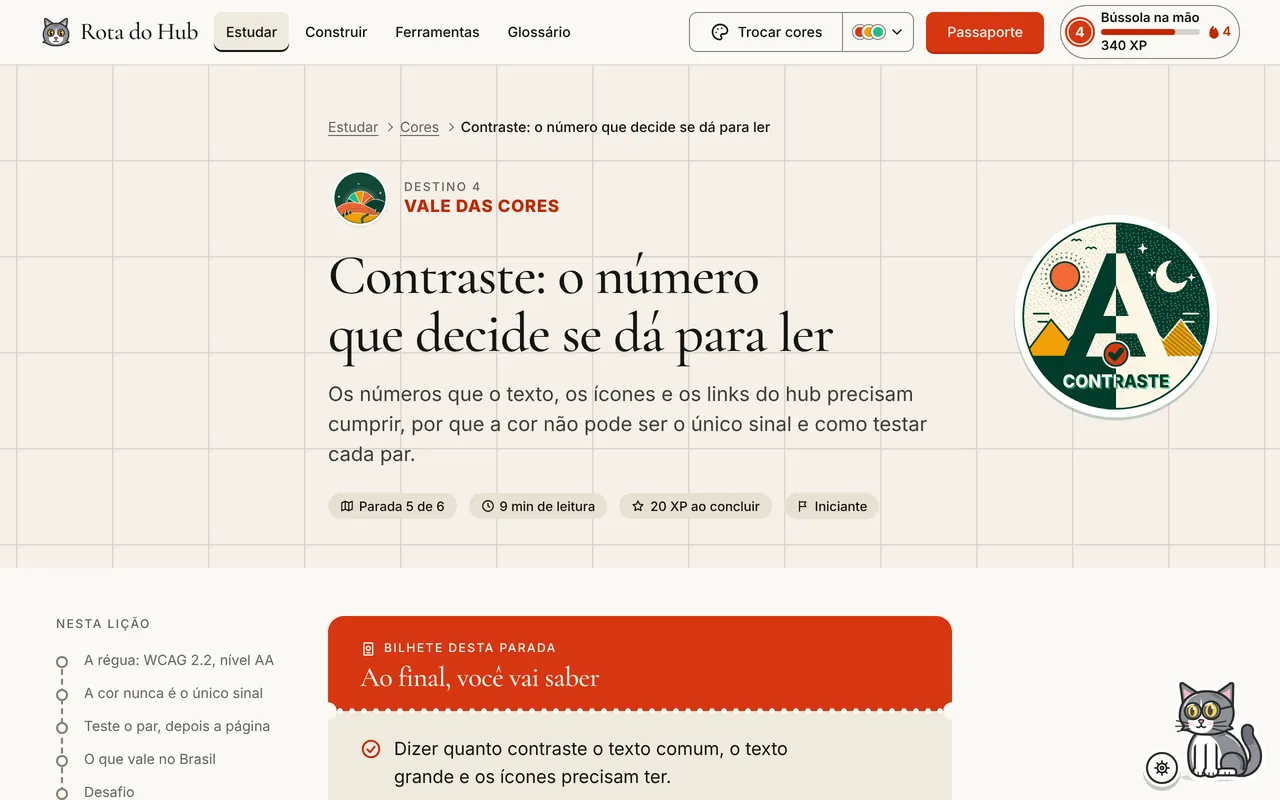 Rota do Hub
Estudar
Construir
Ferramentas
Glossário
Trocar cores
Passaporte
4
Bússola na mão
340 XP
4
Estudar > Cores > Contraste: o número que decide se dá para ler
DESTINO 4
VALE DAS CORES
Contraste: o número
que decide se dá para ler
Os números que o texto, os ícones e os links do hub precisam
cumprir, por que a cor não pode ser o único sinal e como testar
cada par.
Parada 5 de 6
9 min de leitura
20 XP ao concluir
Iniciante
A
CONTRASTE
NESTA LIÇÃO
A régua: WCAG 2.2, nível AA
A cor nunca é o único sinal
Teste o par, depois a página
O que vale no Brasil
Desafio
BILHETE DESTA PARADA
Ao final, você vai saber
Dizer quanto contraste o texto comum, o texto
grande e os ícones precisam ter.